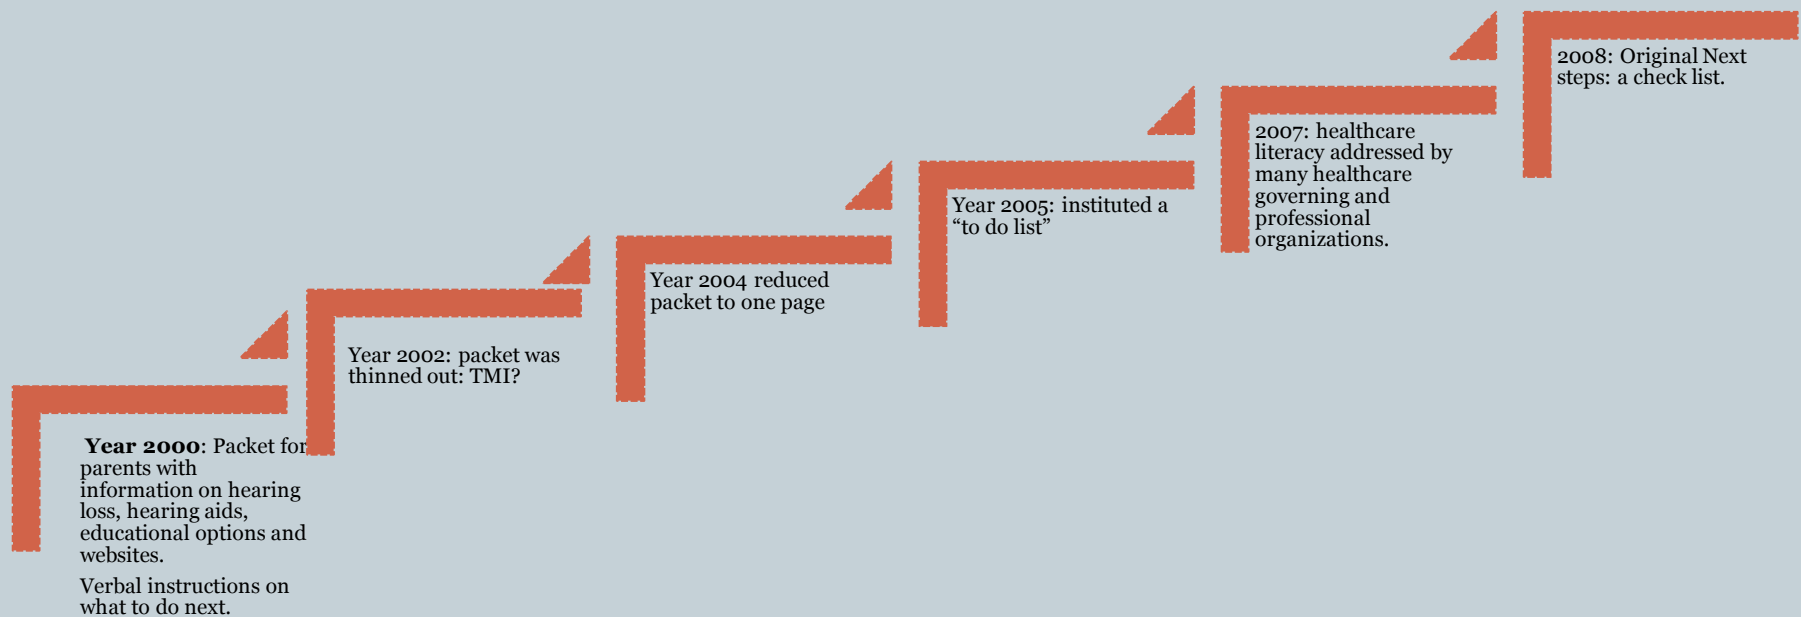 Year 2000: Packet for
parents with
information on hearing
loss, hearing aids,
educational options and
websites.
Verbal instructions on
what to do next.
Year 2002: packet was
thinned out: TMI?
Year 2004 reduced
packet to one page
Year 2005: instituted a
“to do list”
2007: healthcare
literacy addressed by
many healthcare
governing and
professional
organizations.
2008: Original Next
steps: a check list.